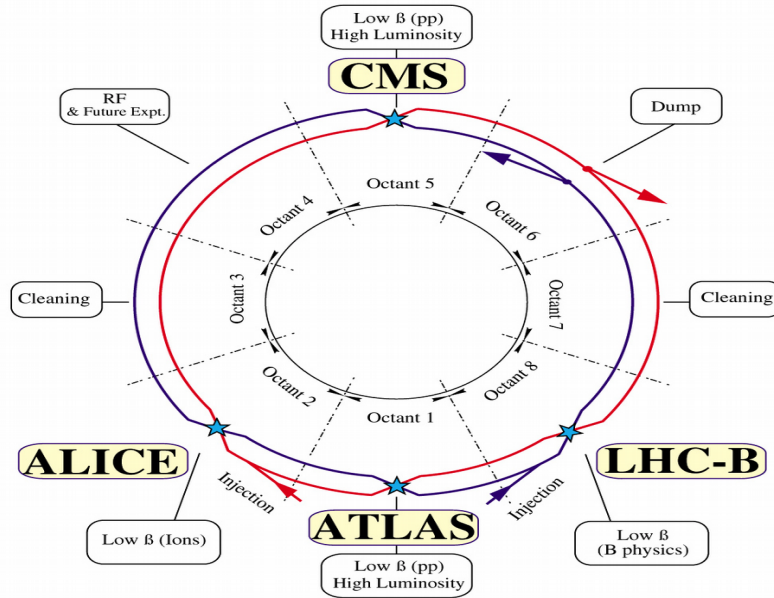 Low ß (pp)
High Luminosity
CMS
RF
& Future Expt.
Dump
Octant 5
Octant 4
Octant 6
Cleaning
Octant 3
Octant 7
Cleaning
Octant 2
Octant 8
Octant 1
ALICE
LHC-B
Injection
Injection
ATLAS
Low ß (Ions)
Low ß
(B physics)
Low ß (pp)
High Luminosity